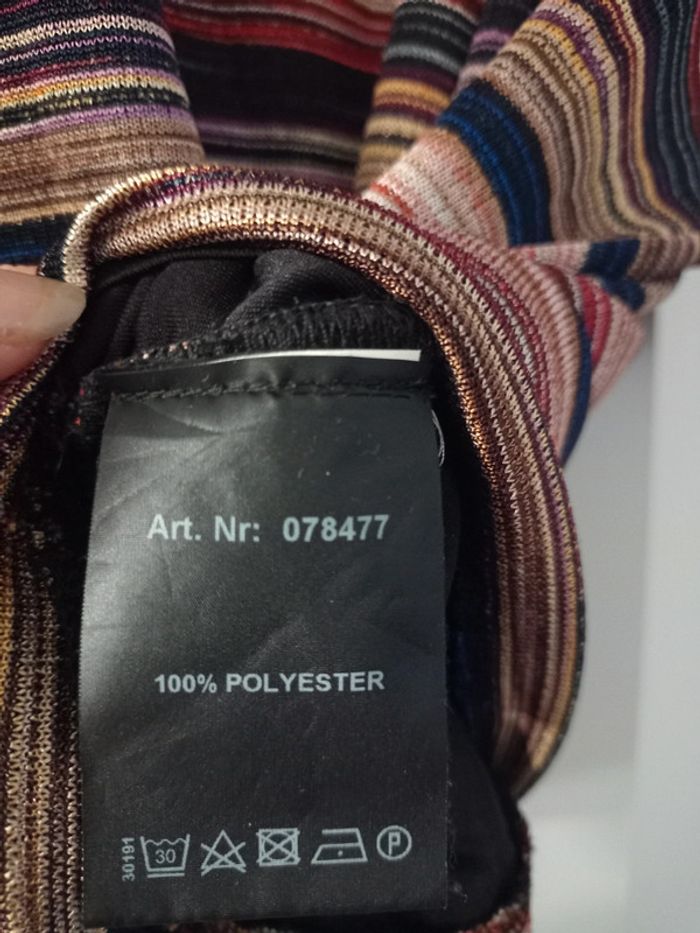 Art. Nr: 078477
100% POLYESTER
30191
30
P